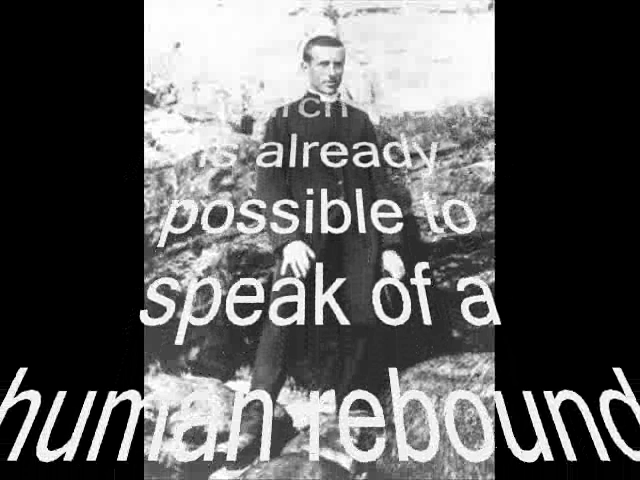 is already
possible to
speak of a
human rebound